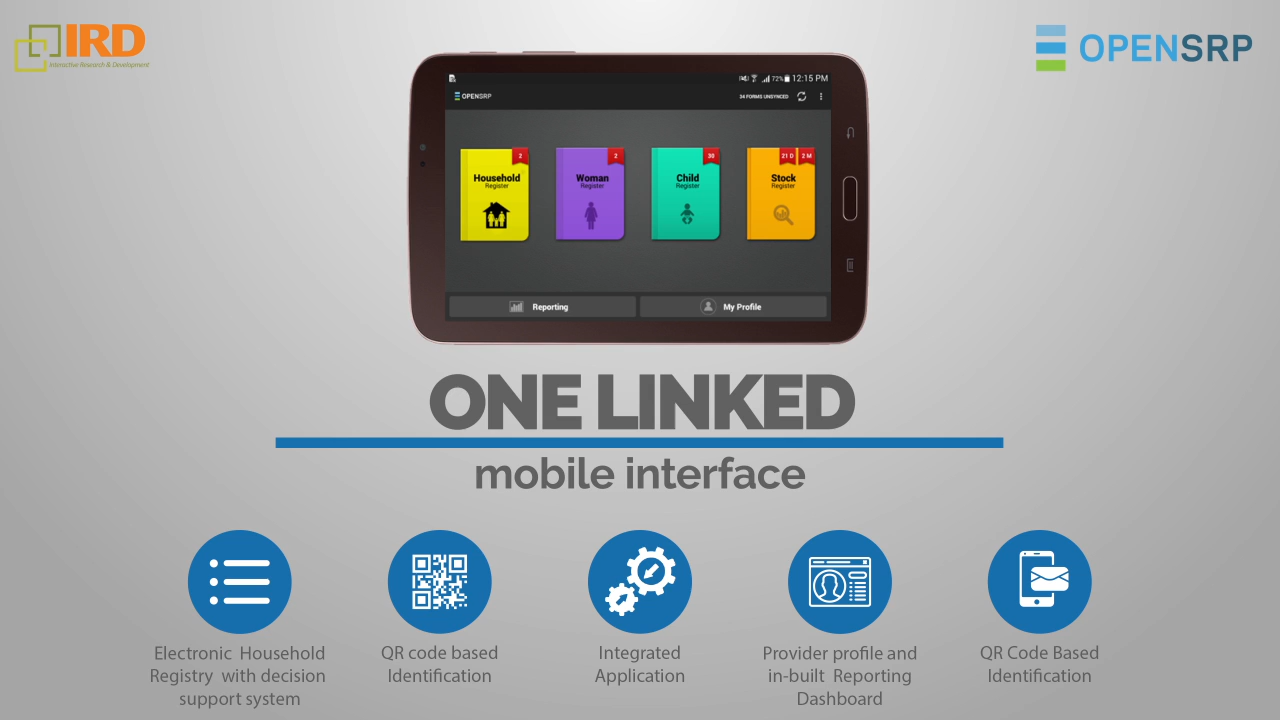 IRD
Interactive Research & Development
OPENSRP
72% 12:15 PM
OPENSRP
34 FORMS UNSYNCED
2
2
30
21 D 2 M
Household
Register
Woman
Register
Child
Register
Stock
Register
Reporting
My Profile
ONE LINKED
mobile interface
Electronic Household
Registry with decision
support system
QR code based
Identification
Integrated
Application
Provider profile and
in-built Reporting
Dashboard
QR Code Based
Identification